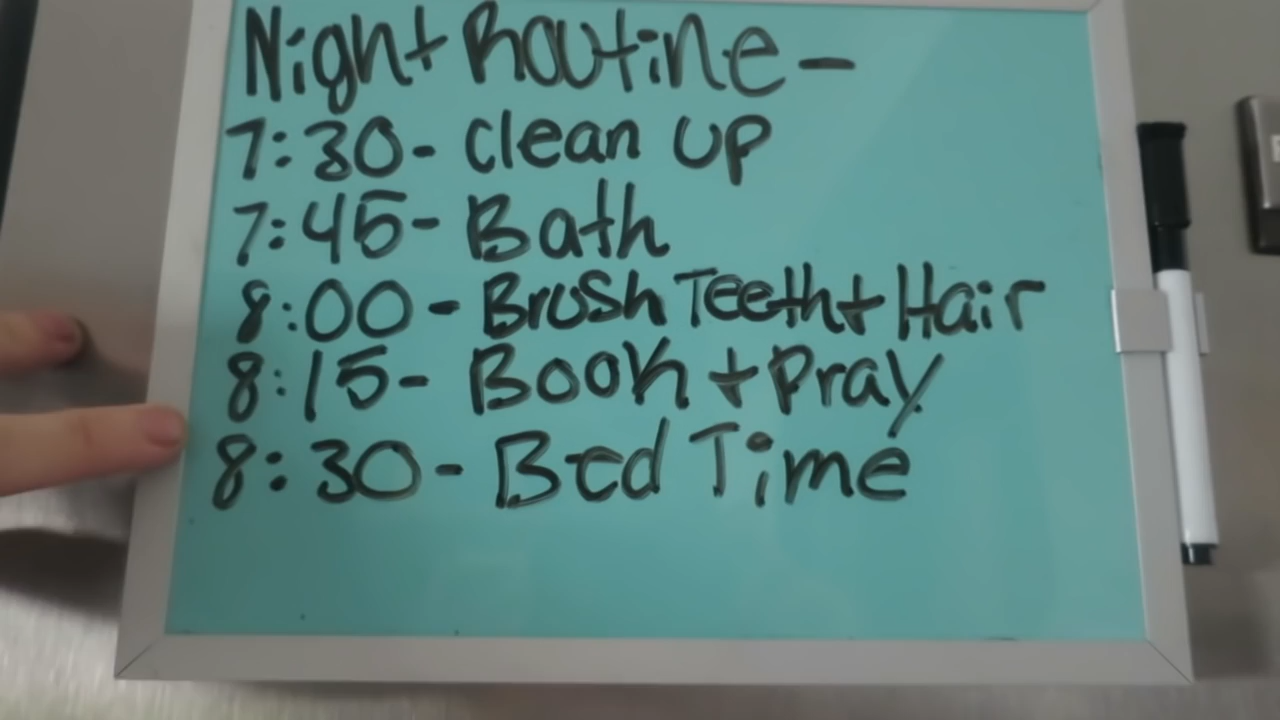 Night Routine -
7:30- Clean Up
7:45- Bath
8:00- Brush Teeth + Hair
8:15- Book + Pray
8:30- Bed Time